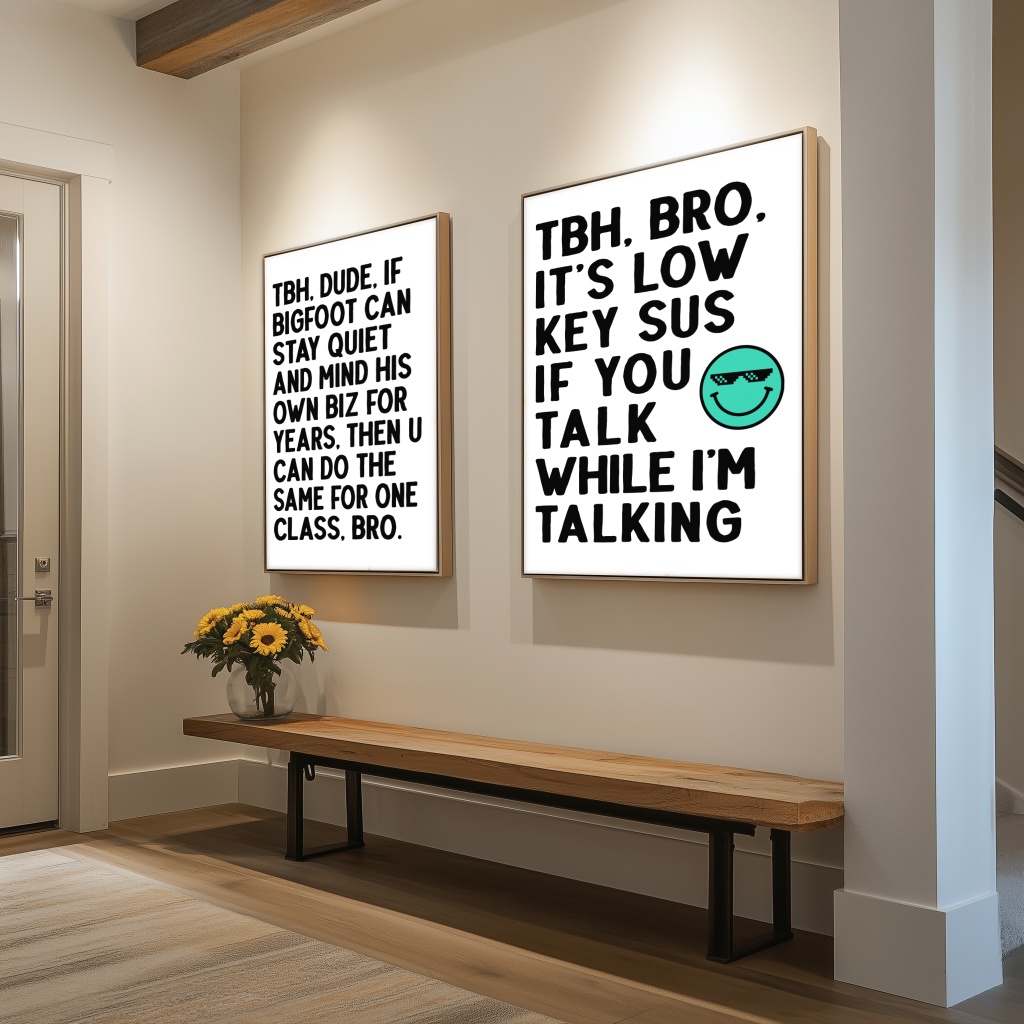 TBH, DUDE, IF
BIGFOOT CAN
STAY QUIET
AND MIND HIS
OWN BIZ FOR
YEARS, THEN U
CAN DO THE
SAME FOR ONE
CLASS, BRO.
TBH, BRO,
IT'S LOW
KEY SUS
IF YOU
TALK
WHILE I'M
TALKING